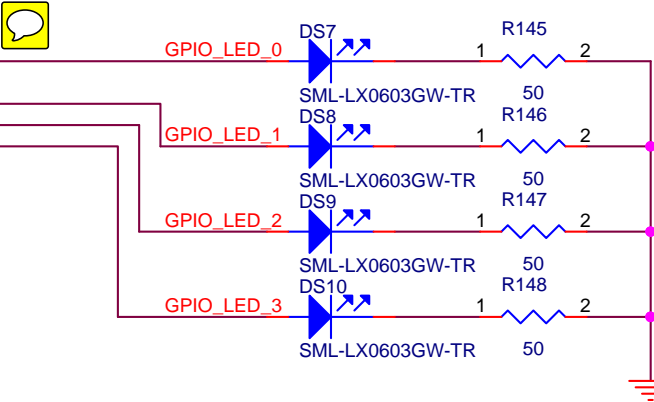 DS7
R145
GPIO_LED_0
1
2
SML-LX0603GW-TR
50
DS8
R146
GPIO_LED_1
1
2
SML-LX0603GW-TR
50
DS9
R147
GPIO_LED_2
1
2
SML-LX0603GW-TR
50
DS10
R148
GPIO_LED_3
1
2
SML-LX0603GW-TR
50